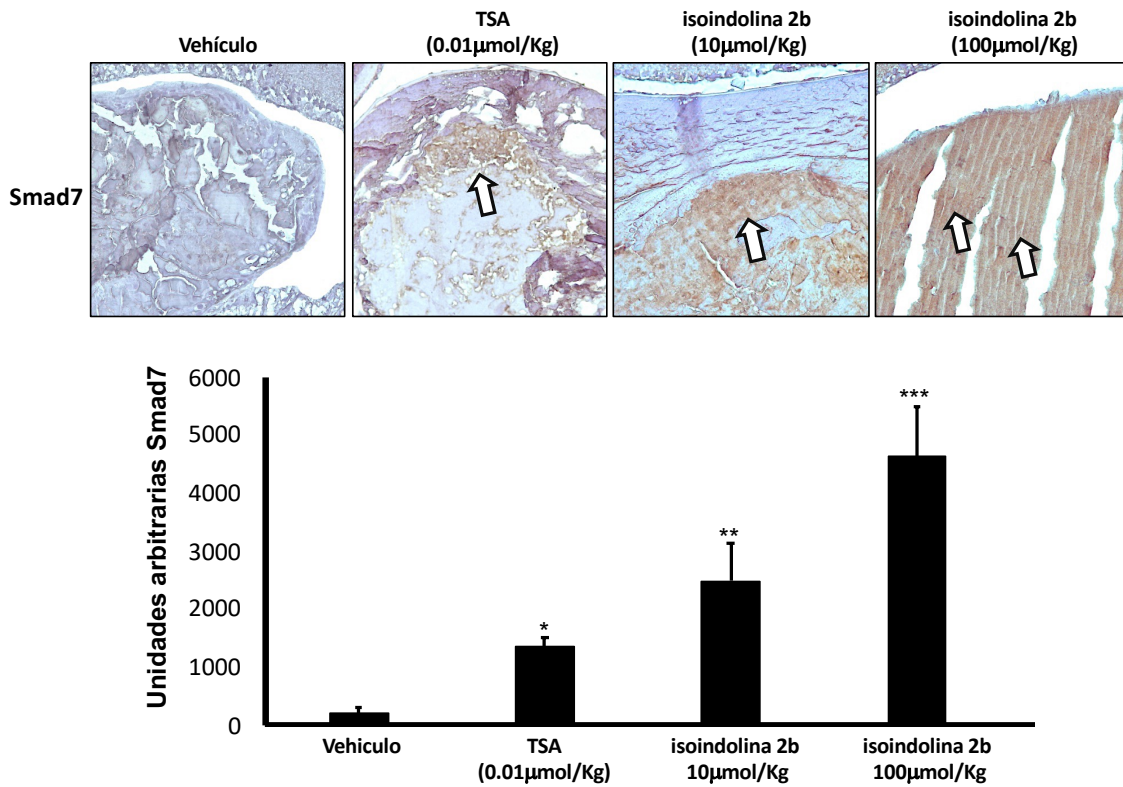 Vehículo
TSA
(0.01µmol/Kg)
isoindolina 2b
(10µmol/Kg)
isoindolina 2b
(100µmol/Kg)
Smad7
Unidades arbitrarias Smad7
6000
5000
4000
3000
2000
1000
0
*
**
***
Vehiculo
TSA
(0.01µmol/Kg)
isoindolina 2b
10µmol/Kg
isoindolina 2b
100µmol/Kg